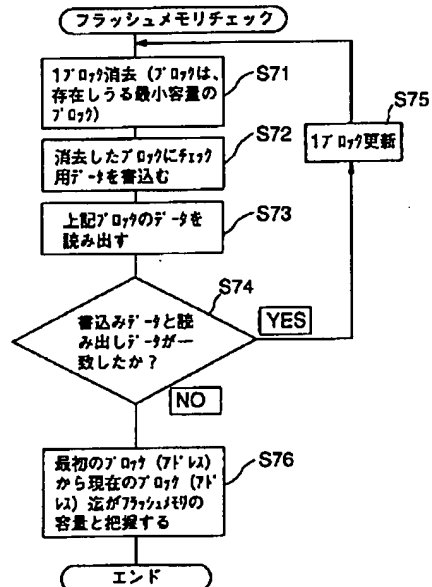 フラッシュメモリチェック
1ブロック消去 (ブロックは、
存在しうる最小容量の
ブロック)
S71
S75
1ブロック更新
消去したブロックにチェック
用データを書込む
S72
上記ブロックのデータを
読み出す
S73
S74
書込みデータと読
み出しデータが一
致したか?
YES
NO
最初のブロック (アドレス)
から現在のブロック (アド
レス) 迄がフラッシュメモリの
容量と把握する
S76
エンド